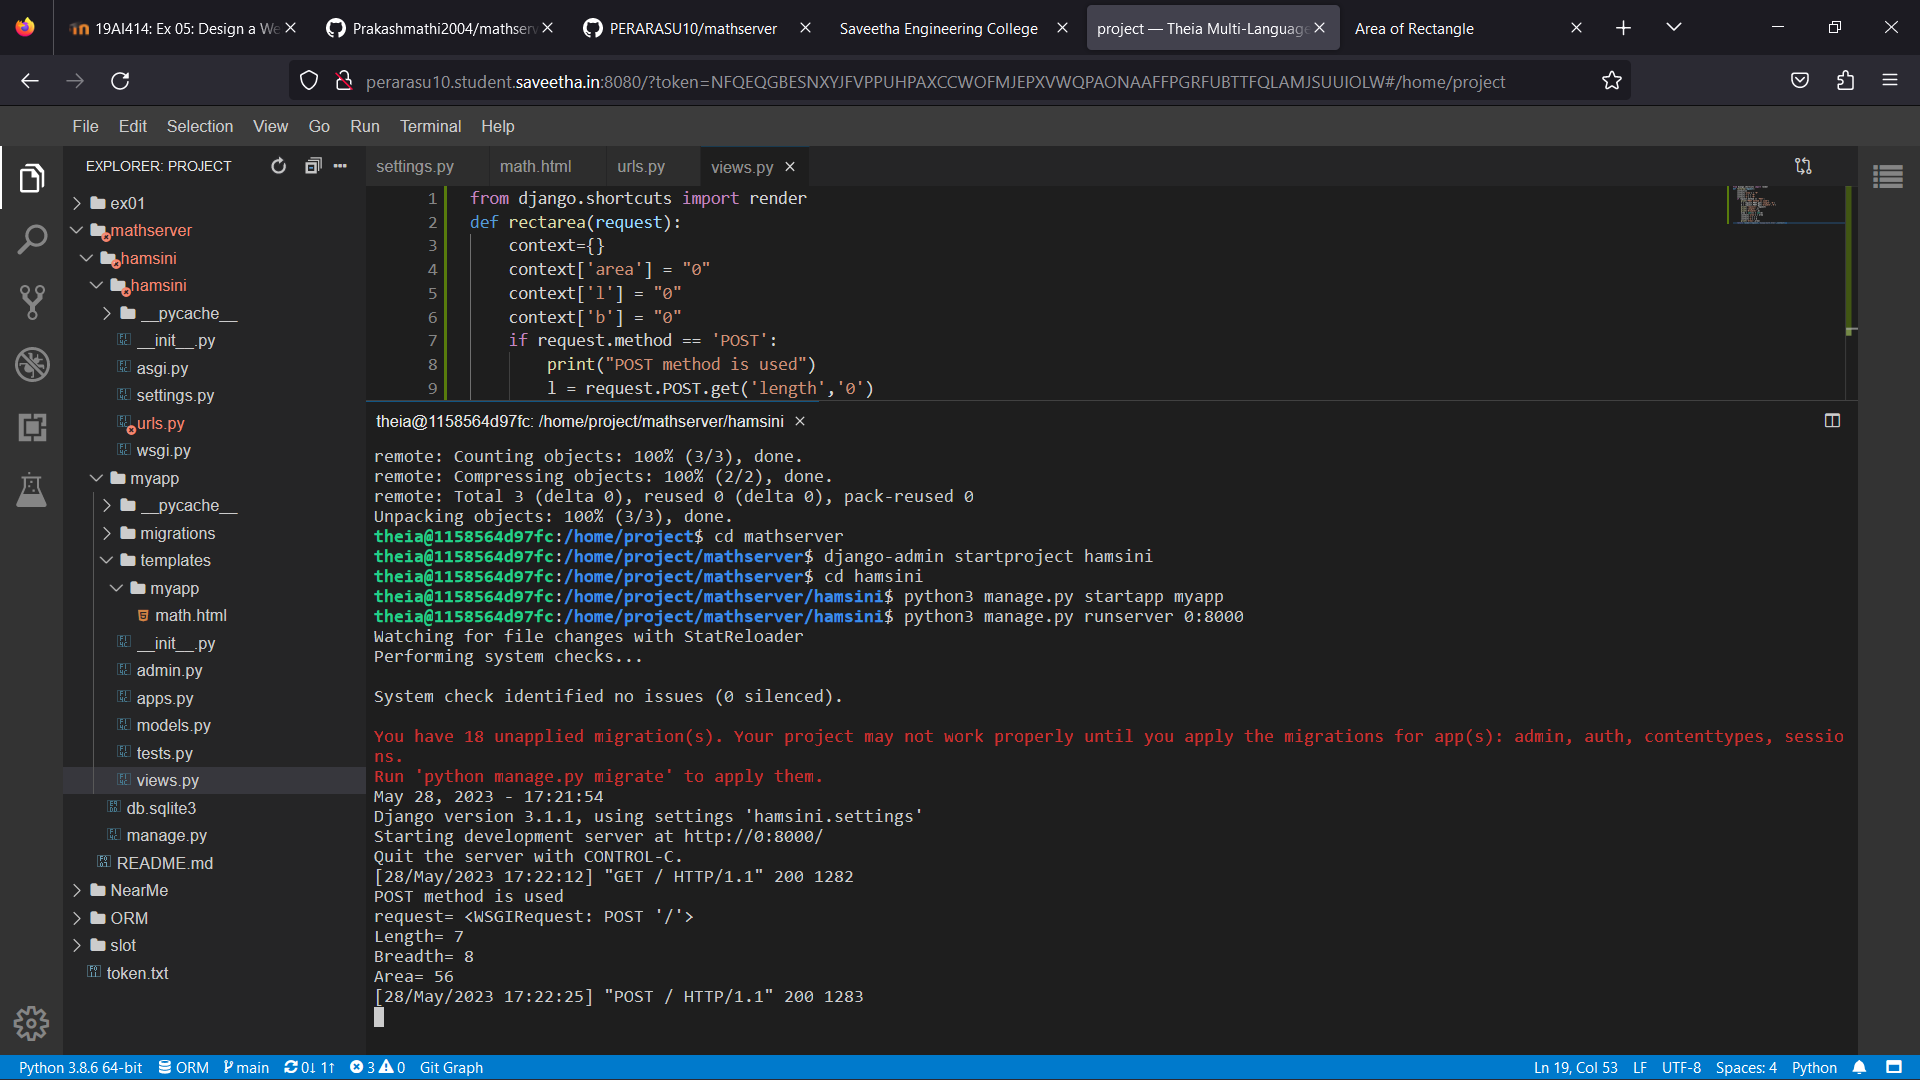 19AI414: Ex 05: Design a We
Prakashmathi2004/mathserv
PERARASU10/mathserver
Saveetha Engineering College
project — Theia Multi-Language
Area of Rectangle
perarasu10.student.saveetha.in:8080/?token=NFQEQGBESNXYJFVPPUHPAXCCWOFMJEPXVWQPAONAAFFPGRFUBTTFQLAMJSUUIOLW#/home/project
File Edit Selection View Go Run Terminal Help
EXPLORER: PROJECT
ex01
mathserver
hamsini
hamsini
__pycache__
__init__.py
asgi.py
settings.py
urls.py
wsgi.py
myapp
__pycache__
migrations
templates
myapp
math.html
__init__.py
admin.py
apps.py
models.py
tests.py
views.py
db.sqlite3
manage.py
README.md
NearMe
ORM
slot
token.txt
settings.py math.html urls.py views.py
1 from django.shortcuts import render
2 def rectarea(request):
3 context={}
4 context['area'] = "0"
5 context['l'] = "0"
6 context['b'] = "0"
7 if request.method == 'POST':
8 print("POST method is used")
9 l = request.POST.get('length','0')
theia@1158564d97fc: /home/project/mathserver/hamsini
remote: Counting objects: 100% (3/3), done.
remote: Compressing objects: 100% (2/2), done.
remote: Total 3 (delta 0), reused 0 (delta 0), pack-reused 0
Unpacking objects: 100% (3/3), done.
theia@1158564d97fc:/home/project$ cd mathserver
theia@1158564d97fc:/home/project/mathserver$ django-admin startproject hamsini
theia@1158564d97fc:/home/project/mathserver$ cd hamsini
theia@1158564d97fc:/home/project/mathserver/hamsini$ python3 manage.py startapp myapp
theia@1158564d97fc:/home/project/mathserver/hamsini$ python3 manage.py runserver 0:8000
Watching for file changes with StatReloader
Performing system checks...
System check identified no issues (0 silenced).
You have 18 unapplied migration(s). Your project may not work properly until you apply the migrations for app(s): admin, auth, contenttypes, sessio
ns.
Run 'python manage.py migrate' to apply them.
May 28, 2023 - 17:21:54
Django version 3.1.1, using settings 'hamsini.settings'
Starting development server at http://0:8000/
Quit the server with CONTROL-C.
[28/May/2023 17:22:12] "GET / HTTP/1.1" 200 1282
POST method is used
request= <WSGIRequest: POST '/'>
Length= 7
Breadth= 8
Area= 56
[28/May/2023 17:22:25] "POST / HTTP/1.1" 200 1283
Python 3.8.6 64-bit ORM main 0↓ 1↑ 3 0 Git Graph
Ln 19, Col 53 LF UTF-8 Spaces: 4 Python